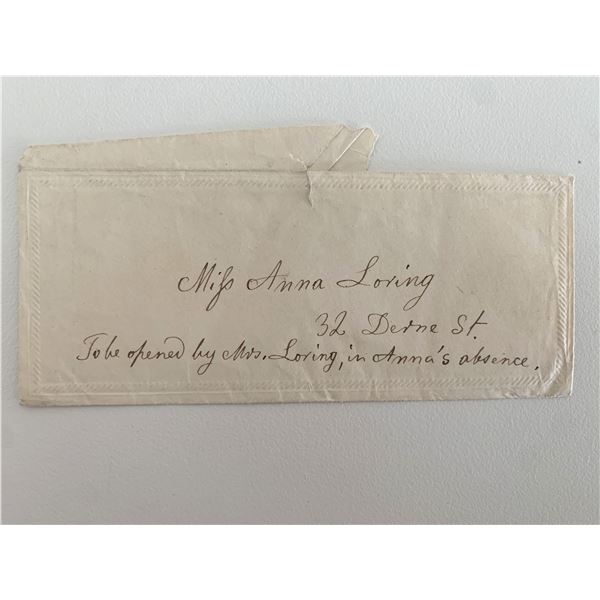 Miſs Anna Loring
32 Derne St.
To be opened by Mrs. Loring, in Anna's absence.